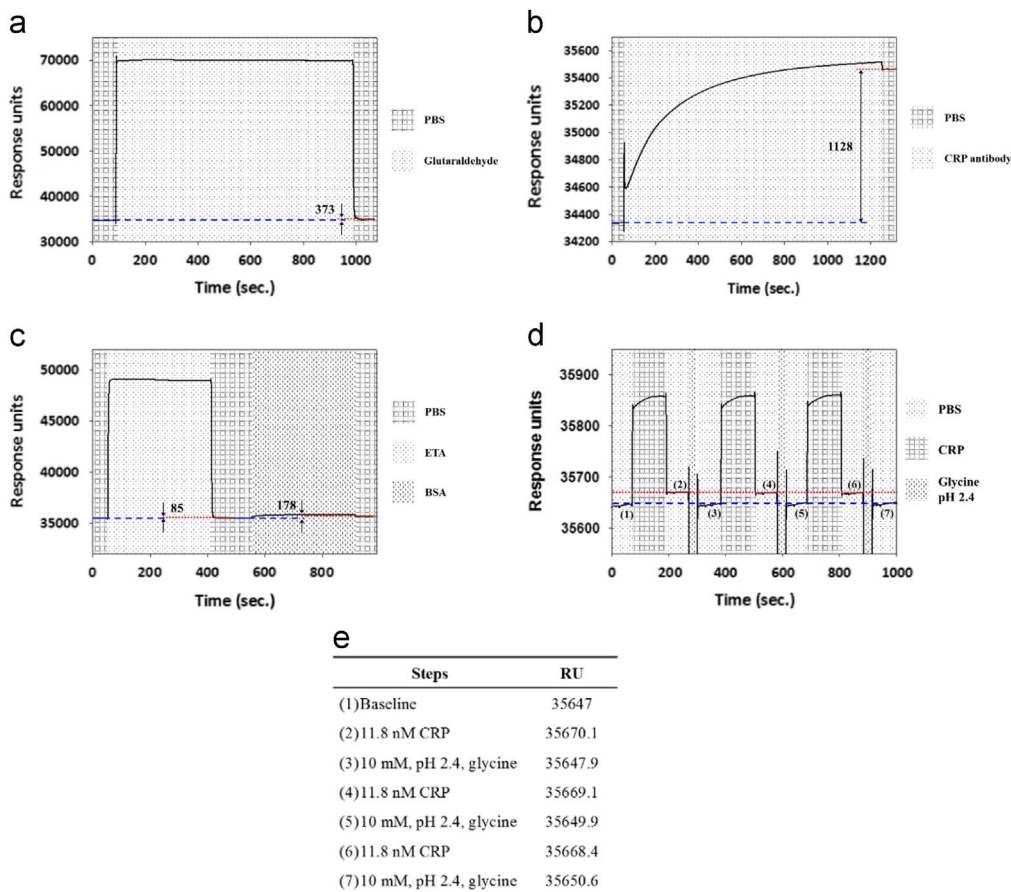 a
Response units
70000
60000
50000
40000
30000
373
0 200 400 600 800 1000
Time (sec.)
PBS
Glutaraldehyde
b
Response units
35600
35400
35200
35000
34800
34600
34400
34200
1128
0 200 400 600 800 1000 1200
Time (sec.)
PBS
CRP antibody
c
Response units
50000
47000
44000
41000
38000
35000
85
178
0 200 400 600 800
Time (sec.)
PBS
ETA
BSA
d
Response units
35900
35800
35700
35600
(1) (2) (3) (4) (5) (6) (7)
0 200 400 600 800 1000
Time (sec.)
PBS
CRP
Glycine
pH 2.4
e
Steps RU
(1)Baseline 35647
(2)11.8 nM CRP 35670.1
(3)10 mM, pH 2.4, glycine 35647.9
(4)11.8 nM CRP 35669.1
(5)10 mM, pH 2.4, glycine 35649.9
(6)11.8 nM CRP 35668.4
(7)10 mM, pH 2.4, glycine 35650.6